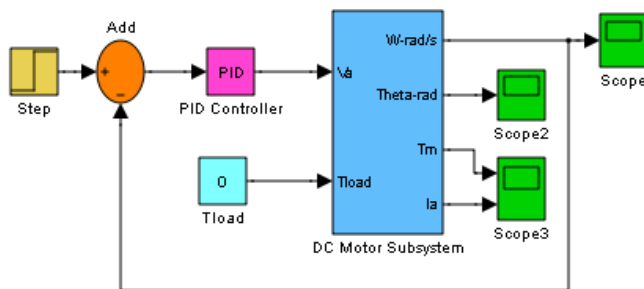 Add
W-rad/s
+
−
PID
Va
Scope
Step
PID Controller
Theta-rad
Scope2
Tm
0
Tload
Tload
Ia
DC Motor Subsystem
Scope3